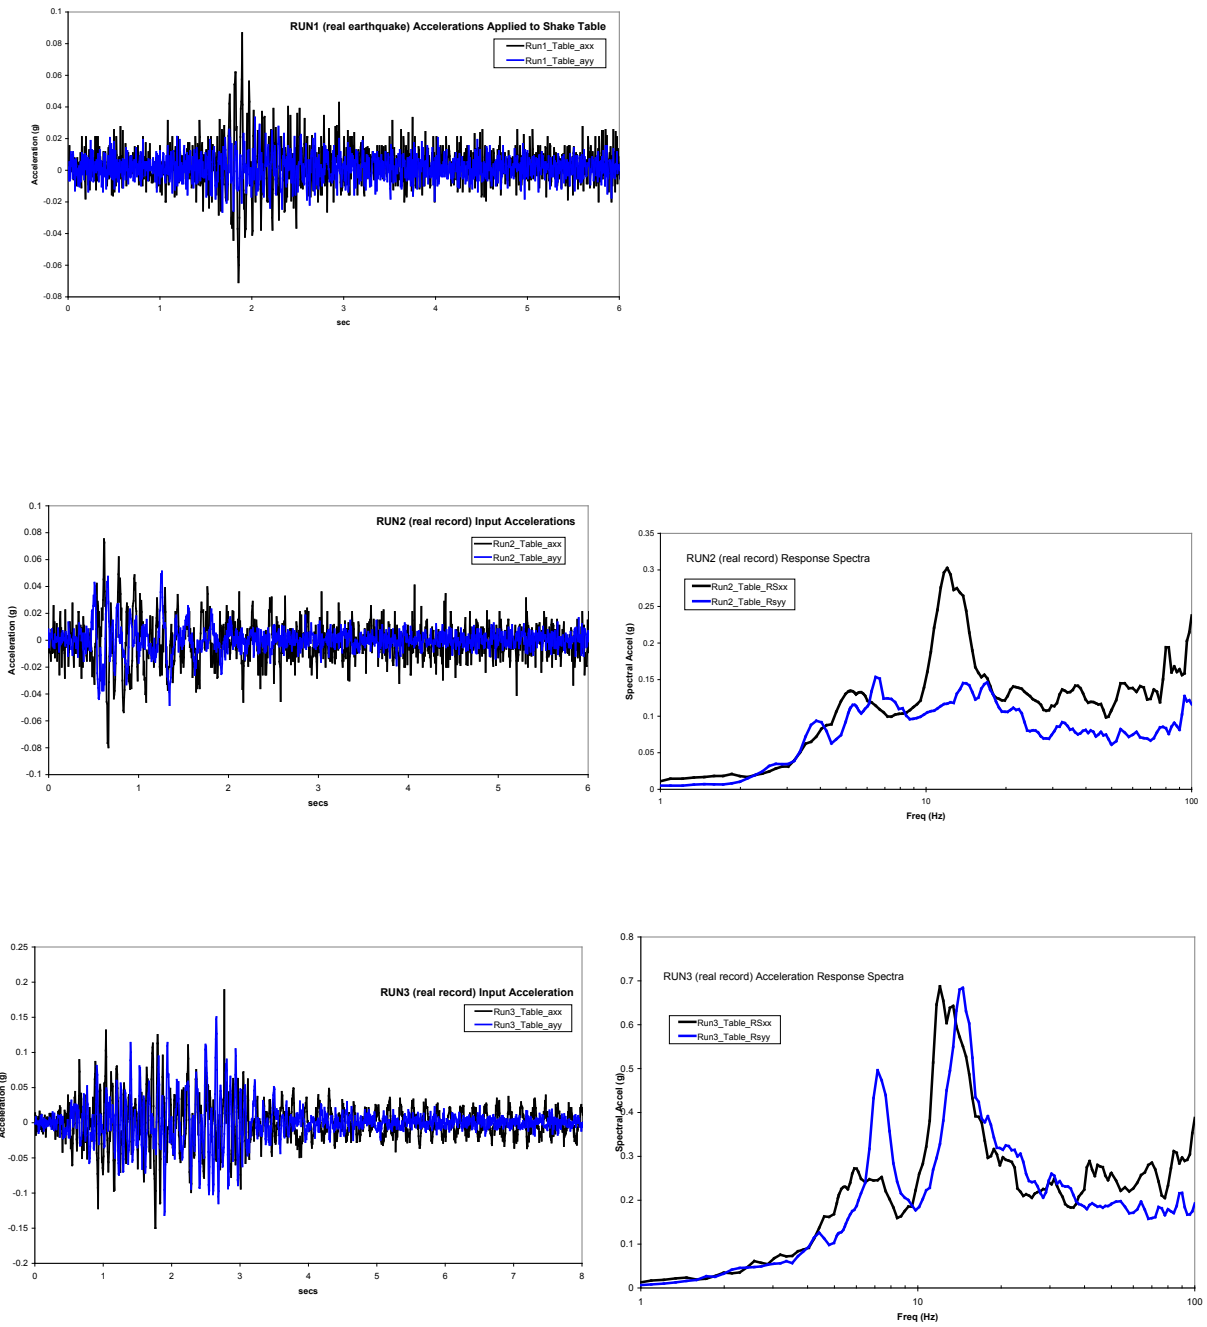 RUN1 (real earthquake) Accelerations Applied to Shake Table
Run1_Table_axx
Run1_Table_ayy
0.1
0.08
0.06
0.04
0.02
0
-0.02
-0.04
-0.06
-0.08
Acceleration (g)
0 1 2 3 4 5 6
sec
RUN2 (real record) Input Accelerations
Run2_Table_axx
Run2_Table_ayy
0.1
0.08
0.06
0.04
0.02
0
-0.02
-0.04
-0.06
-0.08
-0.1
Acceleration (g)
0 1 2 3 4 5 6
secs
RUN2 (real record) Response Spectra
Run2_Table_RSxx
Run2_Table_Rsyy
0.35
0.3
0.25
0.2
0.15
0.1
0.05
0
Spectral Accel (g)
1 10 100
Freq (Hz)
RUN3 (real record) Input Acceleration
Run3_Table_axx
Run3_Table_ayy
0.25
0.2
0.15
0.1
0.05
0
-0.05
-0.1
-0.15
-0.2
Acceleration (g)
0 1 2 3 4 5 6 7 8
secs
RUN3 (real record) Acceleration Response Spectra
Run3_Table_RSxx
Run3_Table_Rsyy
0.8
0.7
0.6
0.5
0.4
0.3
0.2
0.1
0
Spectral Accel (g)
1 10 100
Freq (Hz)